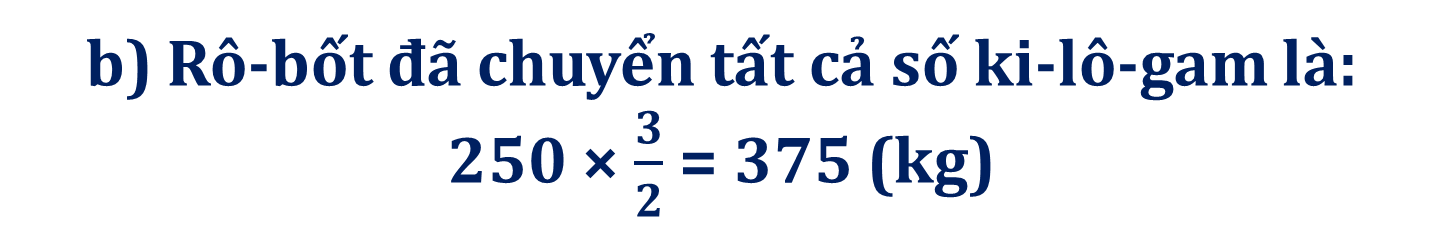 b) Rô-bốt đã chuyển tất cả số ki-lô-gam là:
250 × 3/2 = 375 (kg)